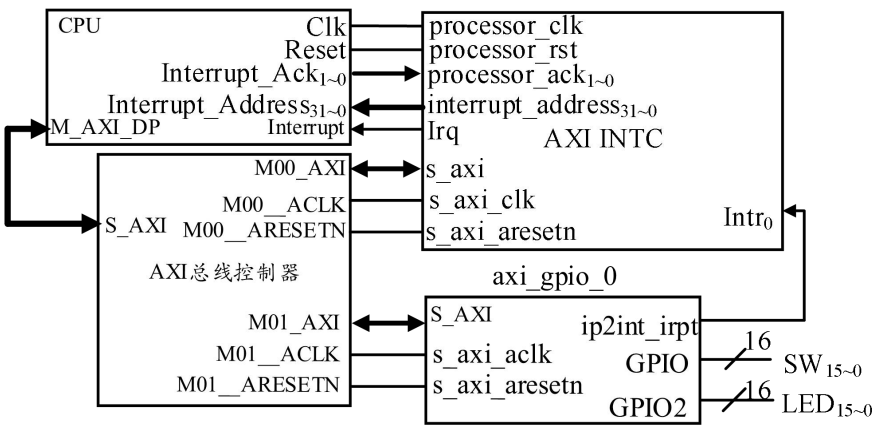 CPU
Clk
Reset
Interrupt_Ack1~0
Interrupt_Address31~0
Interrupt
M_AXI_DP
processor_clk
processor_rst
processor_ack1~0
interrupt_address31~0
Irq
AXI INTC
s_axi
s_axi_clk
s_axi_aresetn
Intr0
M00_AXI
M00__ACLK
S_AXI
M00__ARESETN
AXI总线控制器
M01_AXI
M01__ACLK
M01__ARESETN
axi_gpio_0
S_AXI
ip2int_irpt
s_axi_aclk
GPIO
s_axi_aresetn
GPIO2
16
SW15~0
16
LED15~0